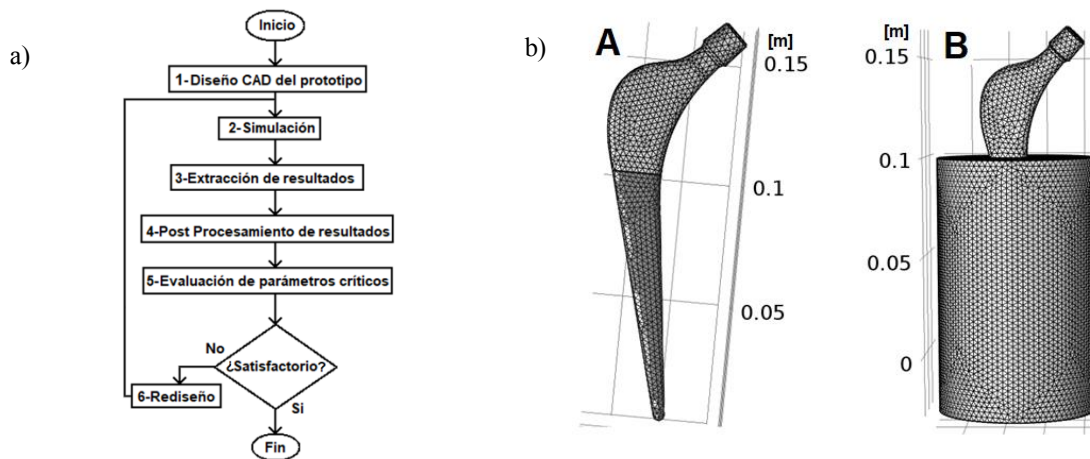 a)
Inicio
1-Diseño CAD del prototipo
2- Simulación
3-Extracción de resultados
4-Post Procesamiento de resultados
5-Evaluación de parámetros críticos
¿Satisfactorio?
No
6-Rediseño
Si
Fin
b)
A
[m]
0.15
0.1
0.05
B
[m]
0.15
0.1
0.05
0